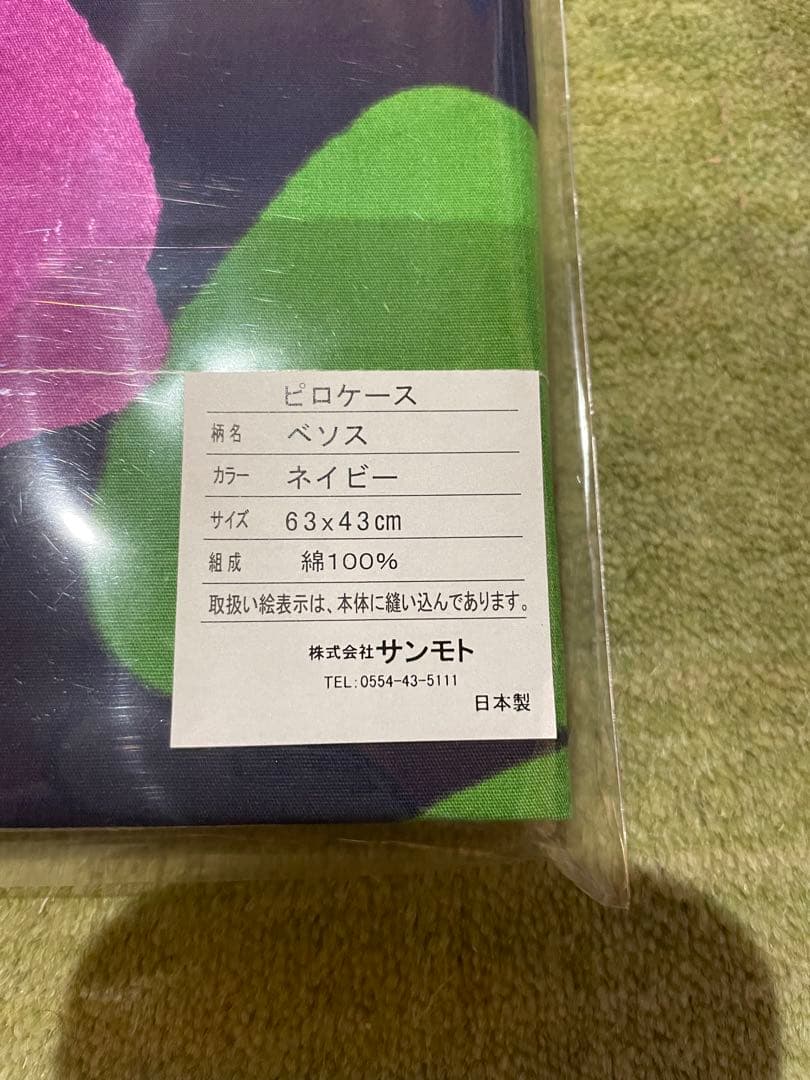 ピロケース
柄名 ベソス
カラー ネイビー
サイズ 63x43cm
組成 綿100%
取扱い絵表示は、本体に縫い込んであります。
株式会社サンモト
TEL:0554-43-5111
日本製